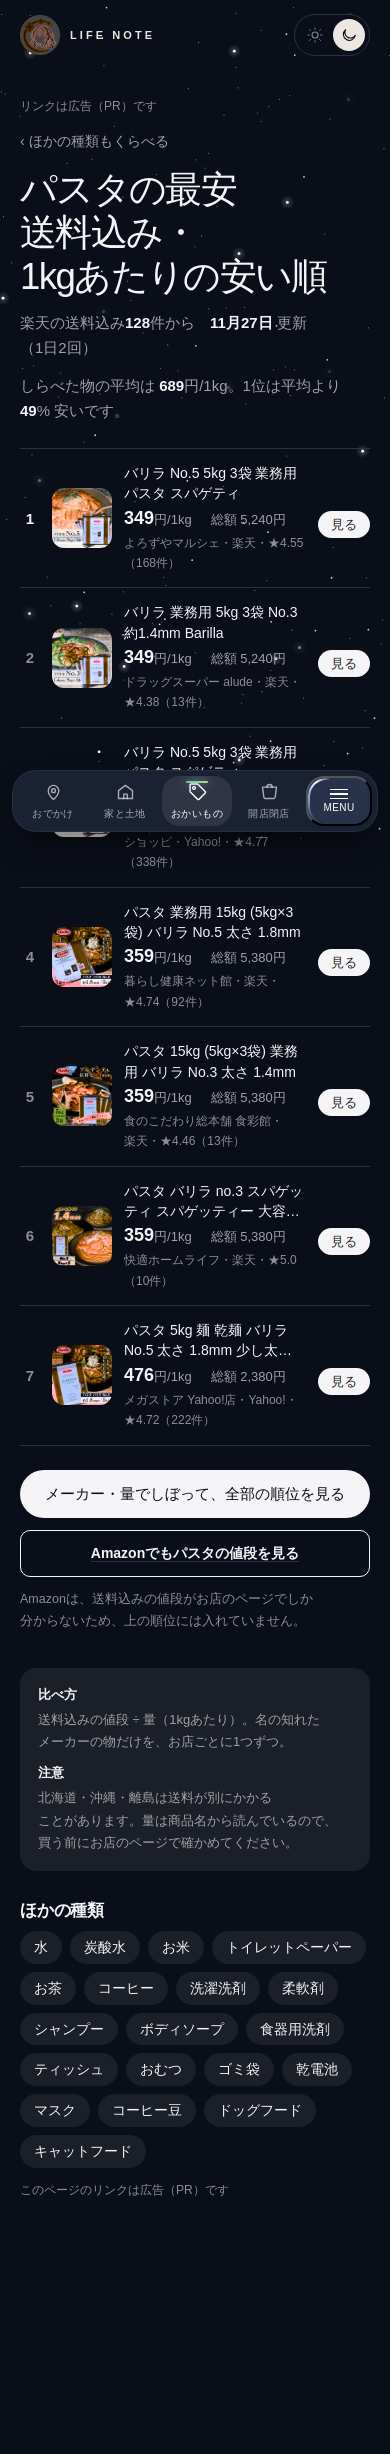 LIFE NOTE
リンクは広告（PR）です
‹ ほかの種類もくらべる
パスタの最安
送料込み・
1kgあたりの安い順
楽天の送料込み128件から　11月27日 更新
（1日2回）
しらべた物の平均は 689円/1kg。1位は平均より
49% 安いです。
バリラ No.5 5kg 3袋 業務用
パスタ スパゲティ
1
349円/1kg 総額 5,240円
見る
よろずやマルシェ・楽天・★4.55
（168件）
バリラ 業務用 5kg 3袋 No.3
約1.4mm Barilla
2
349円/1kg 総額 5,240円
見る
ドラッグスーパー alude・楽天・
★4.38（13件）
バリラ No.5 5kg 3袋 業務用
おでかけ
家と土地
おかいもの
開店閉店
MENU
ショッピ・Yahoo!・★4.77
（338件）
パスタ 業務用 15kg (5kg×3
袋) バリラ No.5 太さ 1.8mm
4
359円/1kg 総額 5,380円
見る
暮らし健康ネット館・楽天・
★4.74（92件）
パスタ 15kg (5kg×3袋) 業務
用 バリラ No.3 太さ 1.4mm
5
359円/1kg 総額 5,380円
見る
食のこだわり総本舗 食彩館・
楽天・★4.46（13件）
パスタ バリラ no.3 スパゲッ
ティ スパゲッティー 大容…
6
359円/1kg 総額 5,380円
見る
快適ホームライフ・楽天・★5.0
（10件）
パスタ 5kg 麺 乾麺 バリラ
No.5 太さ 1.8mm 少し太…
7
476円/1kg 総額 2,380円
見る
メガストア Yahoo!店・Yahoo!・
★4.72（222件）
メーカー・量でしぼって、全部の順位を見る
Amazonでもパスタの値段を見る
Amazonは、送料込みの値段がお店のページでしか
分からないため、上の順位には入れていません。
比べ方
送料込みの値段 ÷ 量（1kgあたり）。名の知れた
メーカーの物だけを、お店ごとに1つずつ。
注意
北海道・沖縄・離島は送料が別にかかる
ことがあります。量は商品名から読んでいるので、
買う前にお店のページで確かめてください。
ほかの種類
水 炭酸水 お米 トイレットペーパー
お茶 コーヒー 洗濯洗剤 柔軟剤
シャンプー ボディソープ 食器用洗剤
ティッシュ おむつ ゴミ袋 乾電池
マスク コーヒー豆 ドッグフード
キャットフード
このページのリンクは広告（PR）です